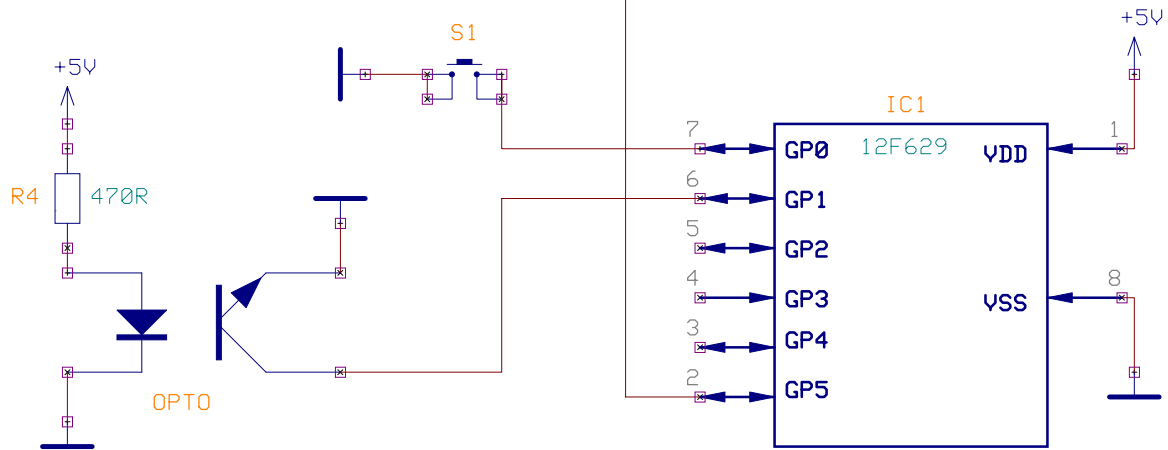 +5V
S1
+5V
IC1
7
GP0
12F629
VDD
1
R4
470R
6
GP1
5
GP2
4
GP3
VSS
8
3
GP4
2
GP5
OPTO